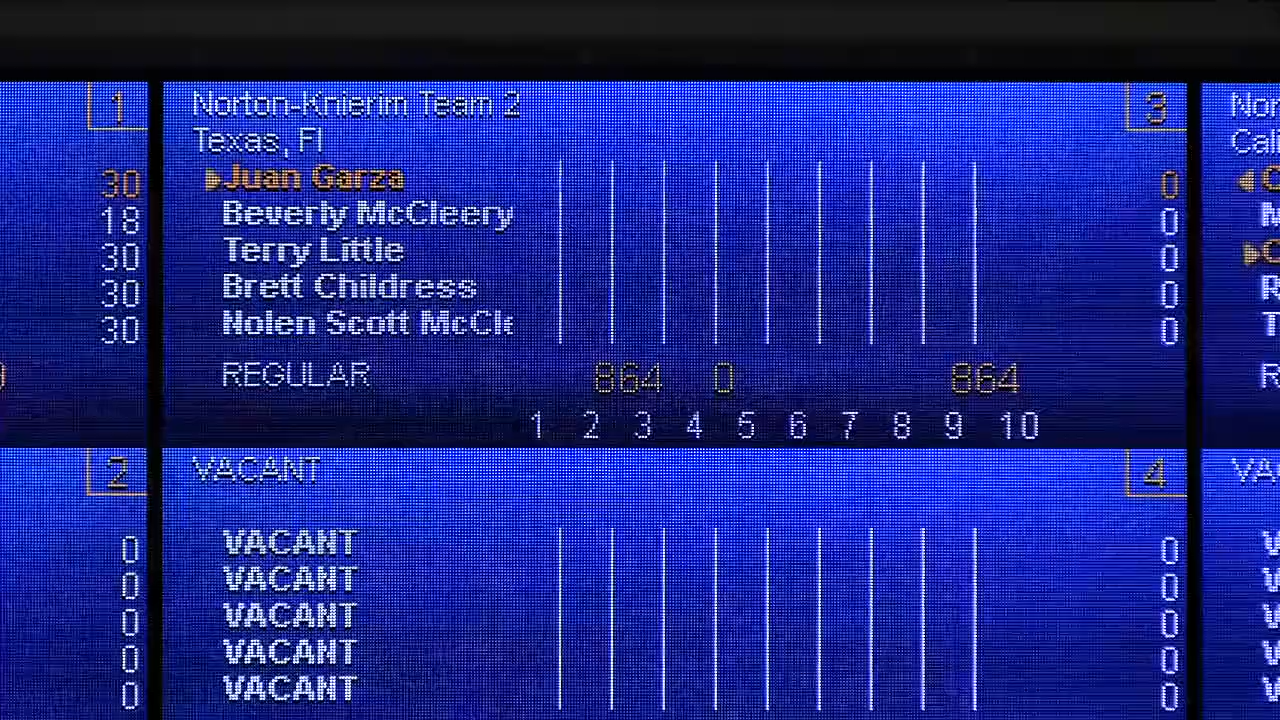 1
30
18
30
30
30
Norton-Knierim Team 2 3
Texas, Fl
Juan Garza 0
Beverly McCleery 0
Terry Little 0
Brett Childress 0
Nolen Scott McClc 0
REGULAR 864 0 864
1 2 3 4 5 6 7 8 9 10
2
0
0
0
0
0
VACANT 4
VACANT 0
VACANT 0
VACANT 0
VACANT 0
VACANT 0